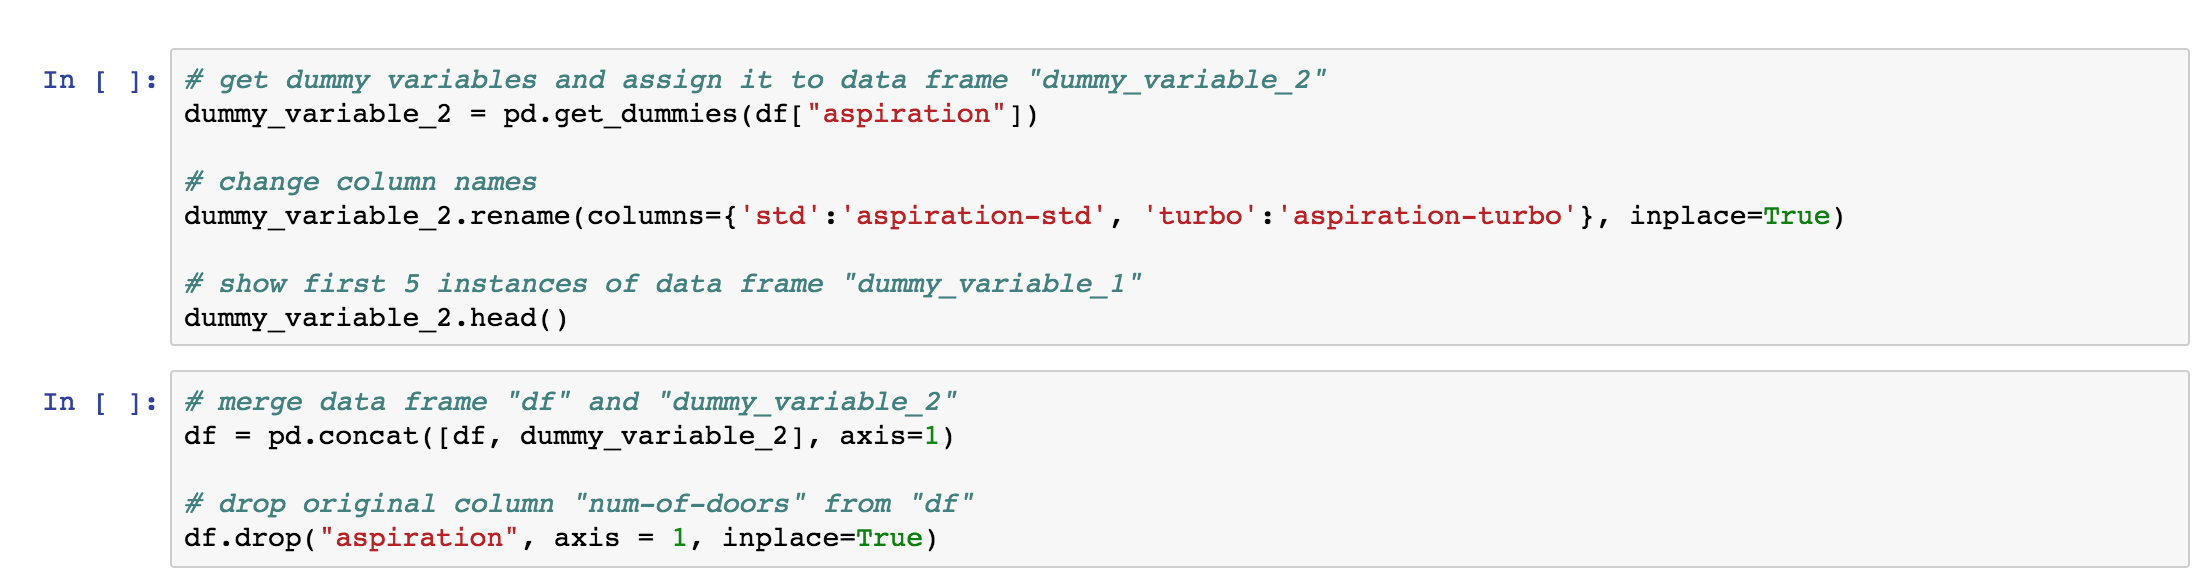 In [ ]: # get dummy variables and assign it to data frame "dummy_variable_2"
dummy_variable_2 = pd.get_dummies(df["aspiration"])
# change column names
dummy_variable_2.rename(columns={'std':'aspiration-std', 'turbo':'aspiration-turbo'}, inplace=True)
# show first 5 instances of data frame "dummy_variable_1"
dummy_variable_2.head()
In [ ]: # merge data frame "df" and "dummy_variable_2"
df = pd.concat([df, dummy_variable_2], axis=1)
# drop original column "num-of-doors" from "df"
df.drop("aspiration", axis = 1, inplace=True)